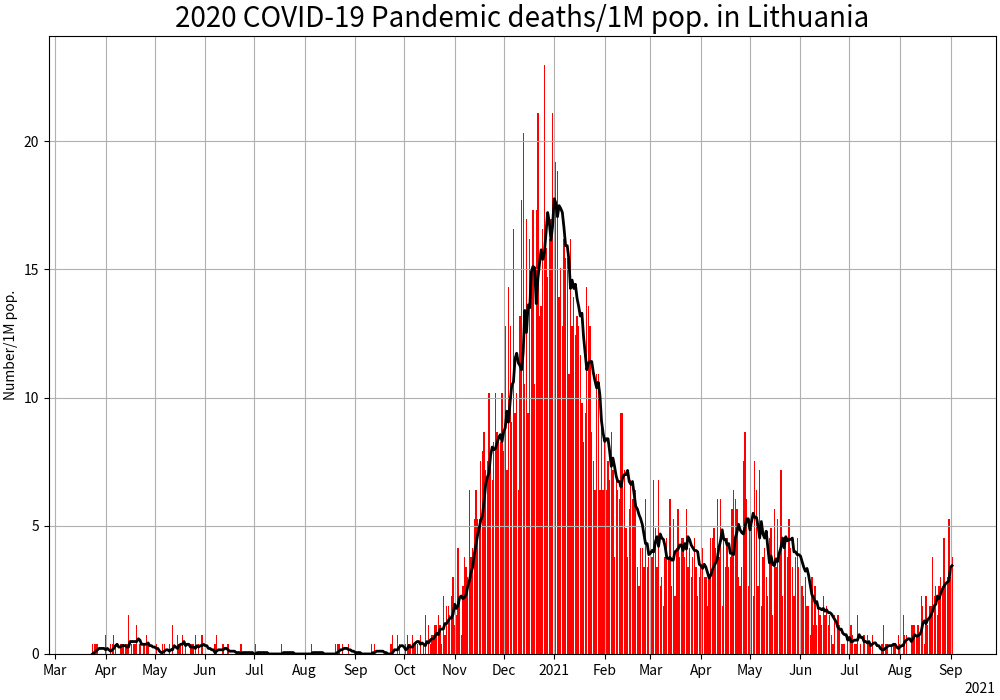 2020 COVID-19 Pandemic deaths/1M pop. in Lithuania
Number/1M pop.
20
15
10
5
0
Mar Apr May Jun Jul Aug Sep Oct Nov Dec 2021 Feb Mar Apr May Jun Jul Aug Sep
2021